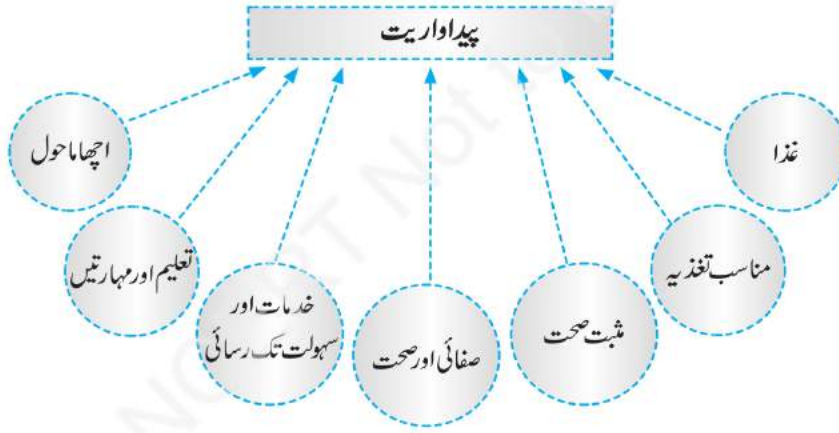 پیداواریت
غذا
اچھا ماحول
مناسب تغذیہ
تعلیم اور مہارتیں
مثبت صحت
خدمات اور
سہولت تک رسائی
صفائی اور صحت